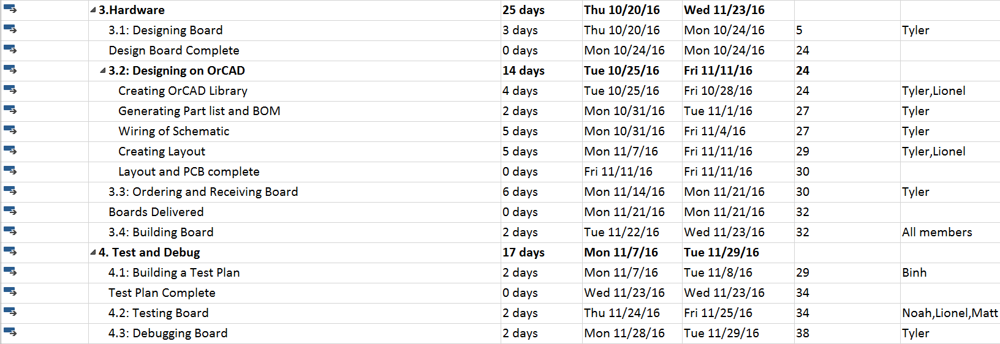 3.Hardware 25 days Thu 10/20/16 Wed 11/23/16
3.1: Designing Board 3 days Thu 10/20/16 Mon 10/24/16 5 Tyler
Design Board Complete 0 days Mon 10/24/16 Mon 10/24/16 24
3.2: Designing on OrCAD 14 days Tue 10/25/16 Fri 11/11/16 24
Creating OrCAD Library 4 days Tue 10/25/16 Fri 10/28/16 24 Tyler,Lionel
Generating Part list and BOM 2 days Mon 10/31/16 Tue 11/1/16 27 Tyler
Wiring of Schematic 5 days Mon 10/31/16 Fri 11/4/16 27 Tyler
Creating Layout 5 days Mon 11/7/16 Fri 11/11/16 29 Tyler,Lionel
Layout and PCB complete 0 days Fri 11/11/16 Fri 11/11/16 30
3.3: Ordering and Receiving Board 6 days Mon 11/14/16 Mon 11/21/16 30 Tyler
Boards Delivered 0 days Mon 11/21/16 Mon 11/21/16 32
3.4: Building Board 2 days Tue 11/22/16 Wed 11/23/16 32 All members
4. Test and Debug 17 days Mon 11/7/16 Tue 11/29/16
4.1: Building a Test Plan 2 days Mon 11/7/16 Tue 11/8/16 29 Binh
Test Plan Complete 0 days Wed 11/23/16 Wed 11/23/16 34
4.2: Testing Board 2 days Thu 11/24/16 Fri 11/25/16 34 Noah,Lionel,Matt
4.3: Debugging Board 2 days Mon 11/28/16 Tue 11/29/16 38 Tyler